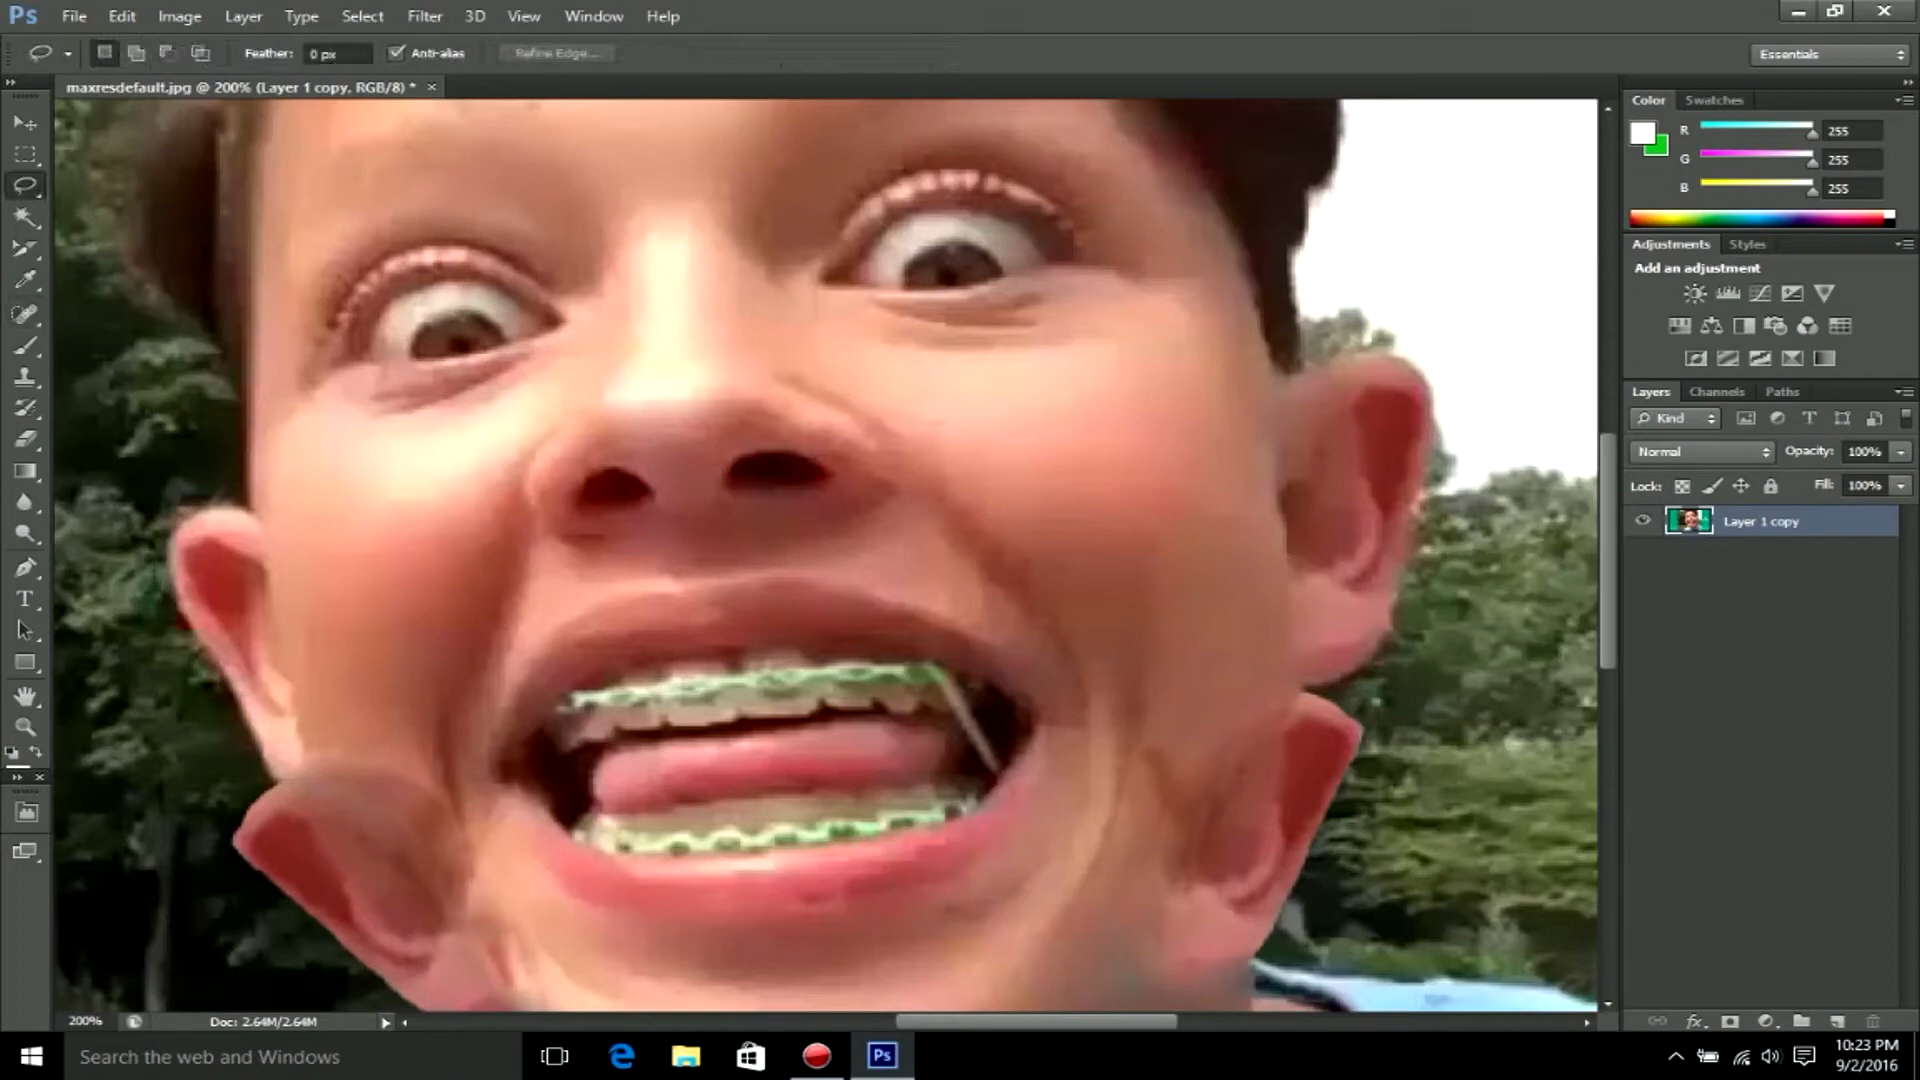 Ps File Edit Image Layer Type Select Filter 3D View Window Help
Feather: 0 px Anti-alias Refine Edge... Essentials
maxresdefault.jpg @ 200% (Layer 1 copy, RGB/8) *
Color Swatches
R 255
G 255
B 255
Adjustments Styles
Add an adjustment
Layers Channels Paths
Kind
Normal Opacity: 100%
Lock: Fill: 100%
Layer 1 copy
200% Doc: 2.64M/2.64M
Search the web and Windows
Ps
10:23 PM
9/2/2016